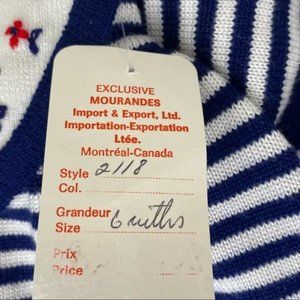 EXCLUSIVE
MOURANDES
Import & Export, Ltd.
Importation-Exportation
Ltée.
Montréal-Canada
Style 2118
Col.
Grandeur
Size 6 mths
Prix
Price